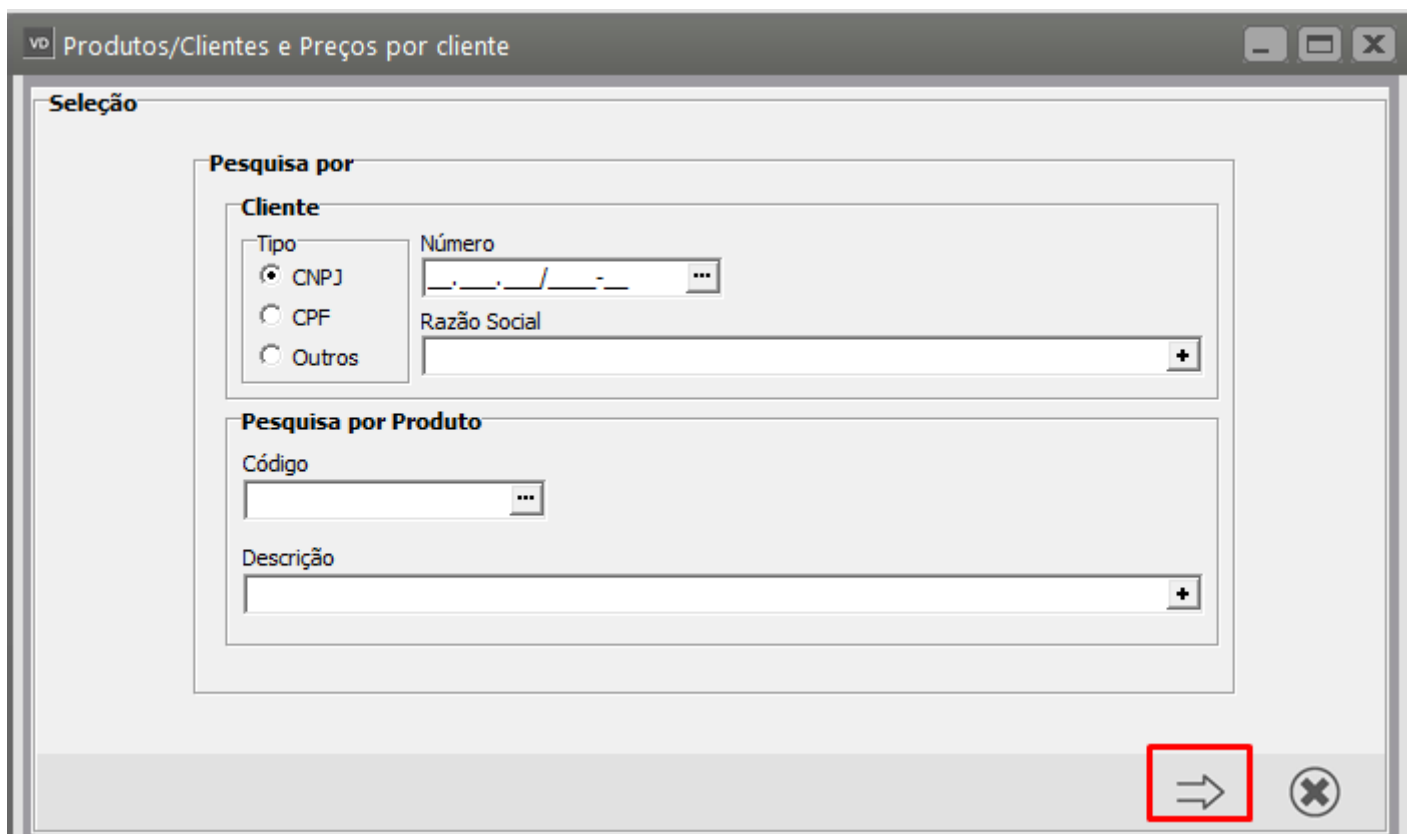 VD Produtos/Clientes e Preços por cliente
Seleção
Pesquisa por
Cliente
Tipo
CNPJ
CPF
Outros
Número
__.___.___/____-__ ...
Razão Social
+
Pesquisa por Produto
Código
...
Descrição
+